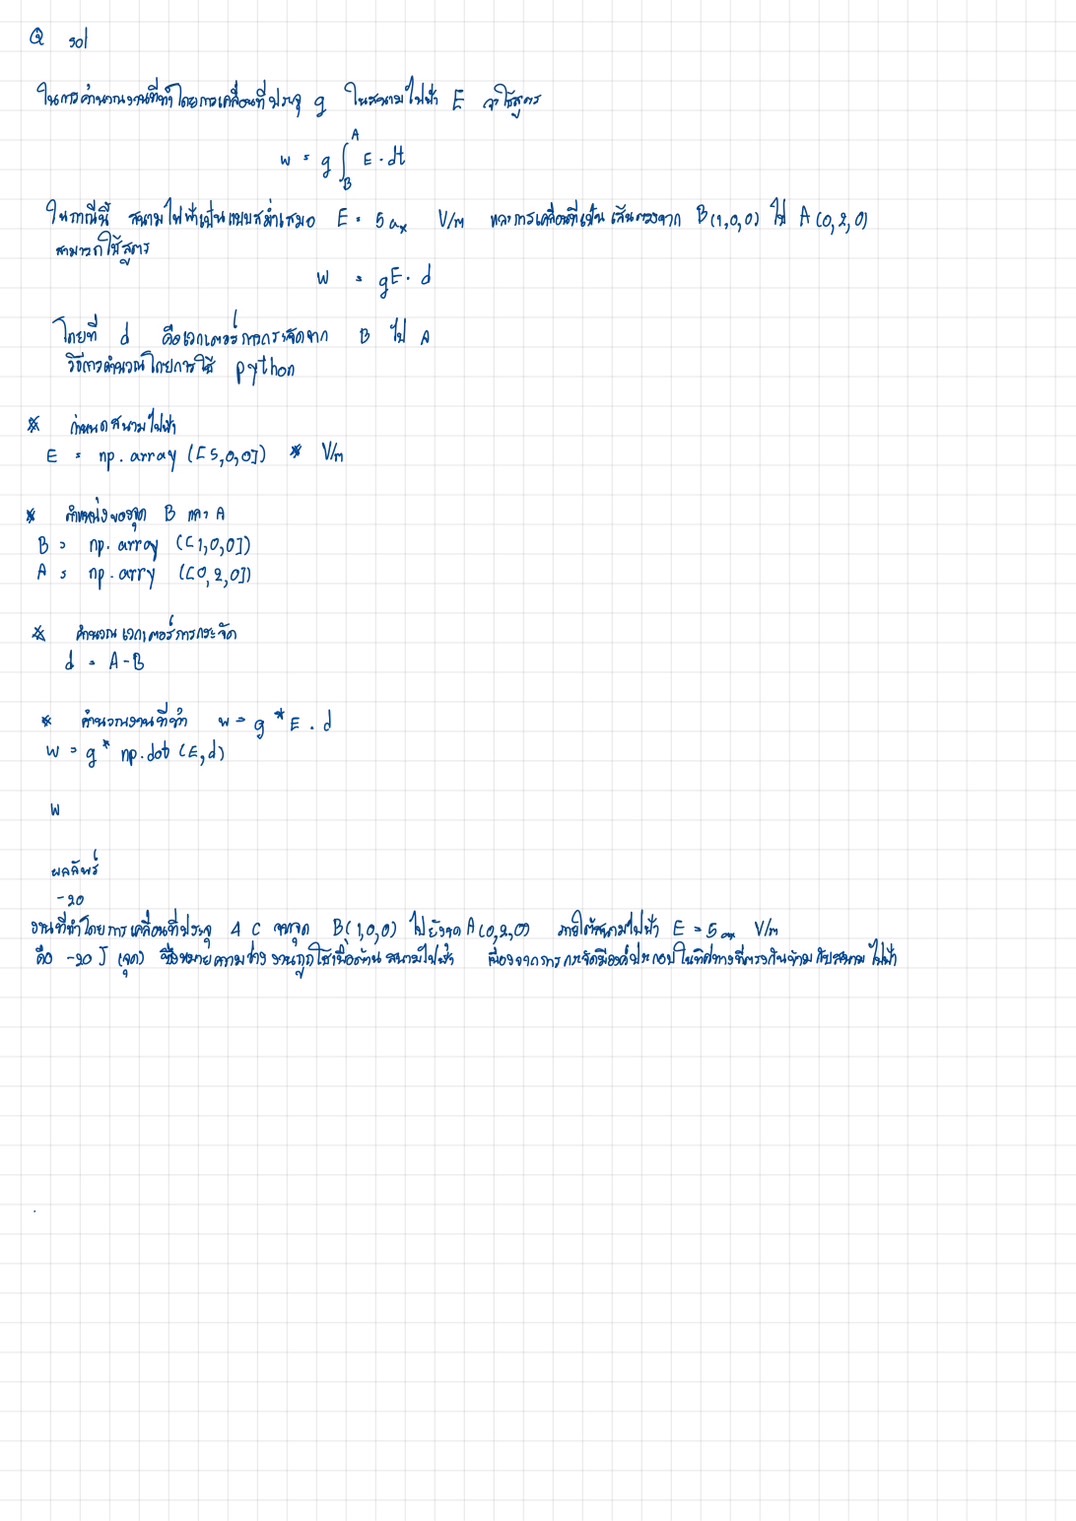 Q sol
ในการคำนวณงานที่ทำโดยการเคลื่อนที่ประจุ q ในสนามไฟฟ้า E จะใช้สูตร
w = q ∫_B^A E · dt
ในกรณีนี้ สนามไฟฟ้าเป็นแบบสม่ำเสมอ E = 5 ax V/m และการเคลื่อนที่เป็นเส้นตรงจาก B(1,0,0) ไป A(0,2,0)
สามารถใช้สูตร
W = qE · d
โดยที่ d คือเวกเตอร์การกระจัดจาก B ไป A
วิธีการคำนวณโดยการใช้ python
* กำหนดสนามไฟฟ้า
E = np.array ([5,0,0]) * V/m
* ตำแหน่งของจุด B และ A
B = np.array ([1,0,0])
A = np.arry ([0,2,0])
* คำนวณเวกเตอร์การกระจัด
d = A-B
* คำนวณงานที่ทำ w = q * E . d
W = q * np.dot (E,d)
W
ผลลัพธ์
-20
งานที่ทำโดยการเคลื่อนที่ประจุ 4 C จากจุด B(1,0,0) ไปยังจุด A(0,2,0) ภายใต้สนามไฟฟ้า E = 5 ax V/m
คือ -20 J (จูล) ซึ่งหมายความว่า งานถูกใช้เพื่อต้านสนามไฟฟ้า เนื่องจากการกระจัดมีองค์ประกอบในทิศทางที่ตรงกันข้ามกับสนามไฟฟ้า